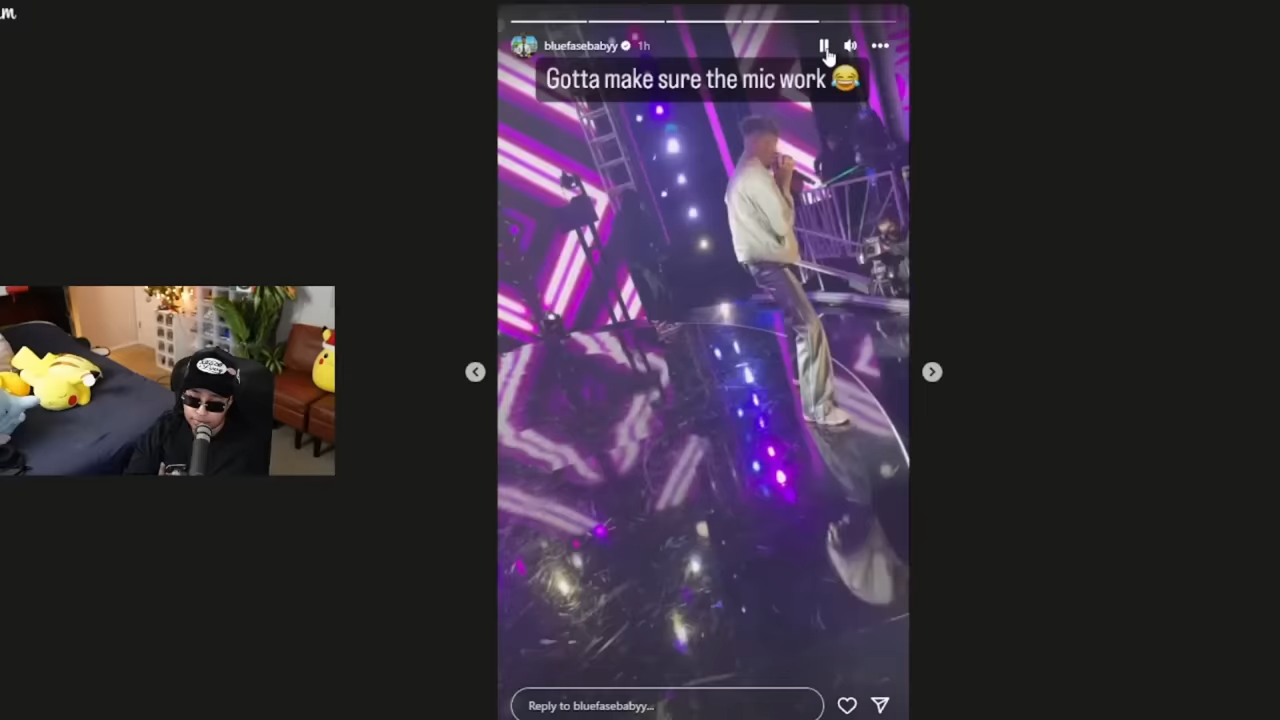 m
bluefasebabyy 1h
Gotta make sure the mic work 😂
Reply to bluefasebabyy...